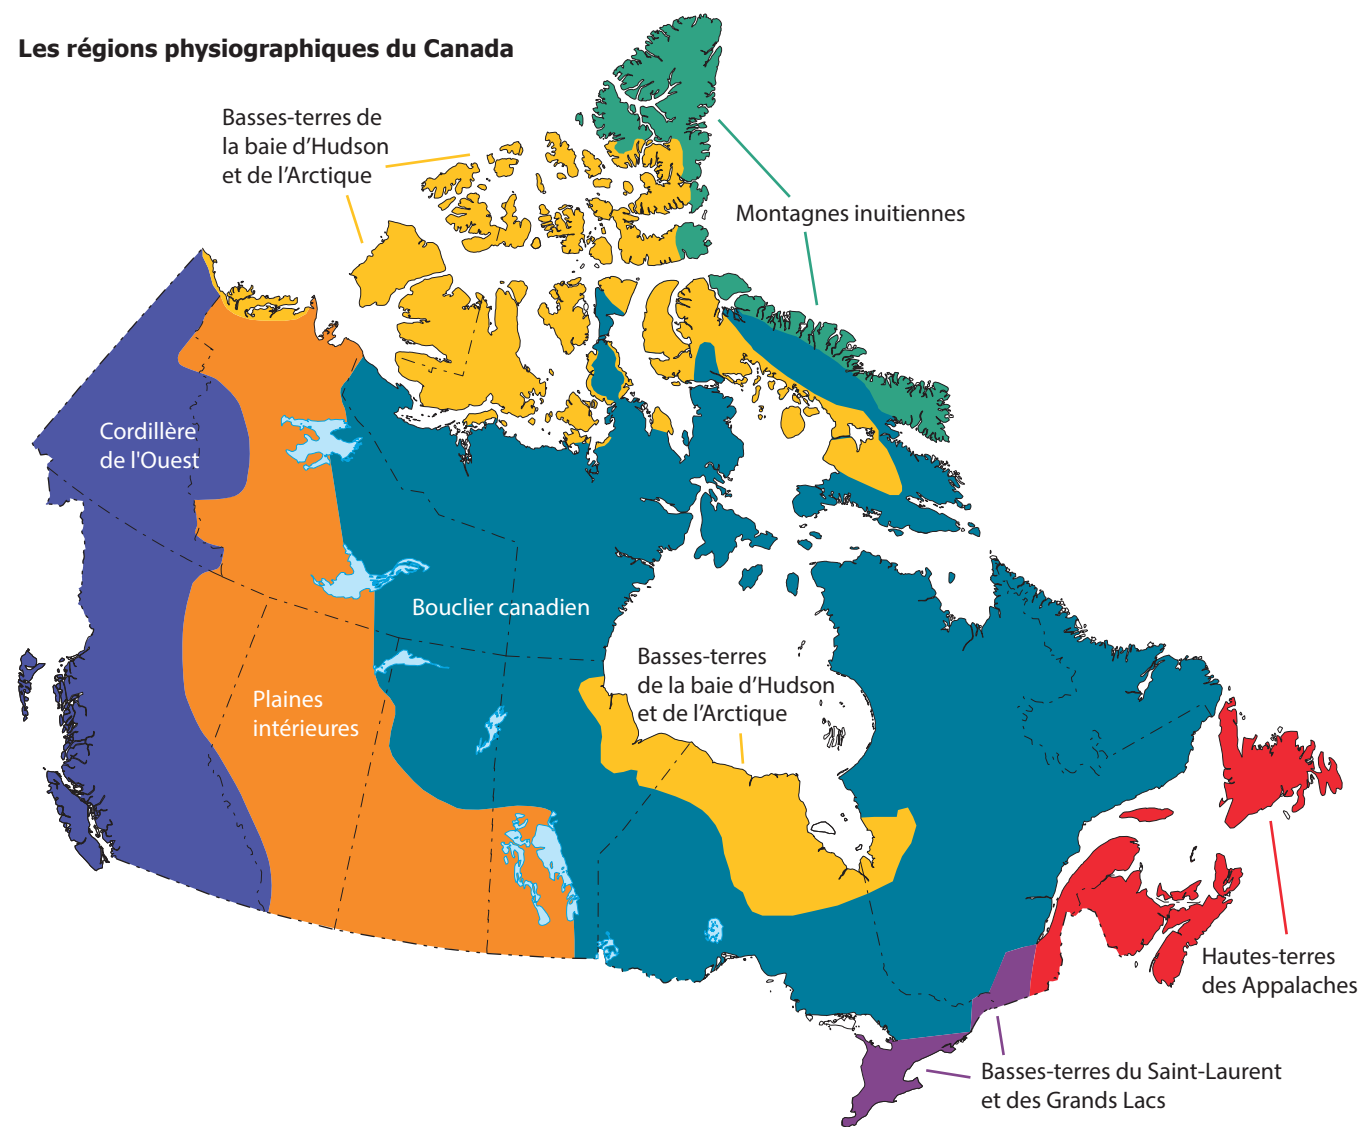 Les régions physiographiques du Canada
Basses-terres de
la baie d’Hudson
et de l’Arctique
Montagnes inuitiennes
Cordillère
de l'Ouest
Bouclier canadien
Basses-terres
de la baie d’Hudson
et de l’Arctique
Plaines
intérieures
Hautes-terres
des Appalaches
Basses-terres du Saint-Laurent
et des Grands Lacs